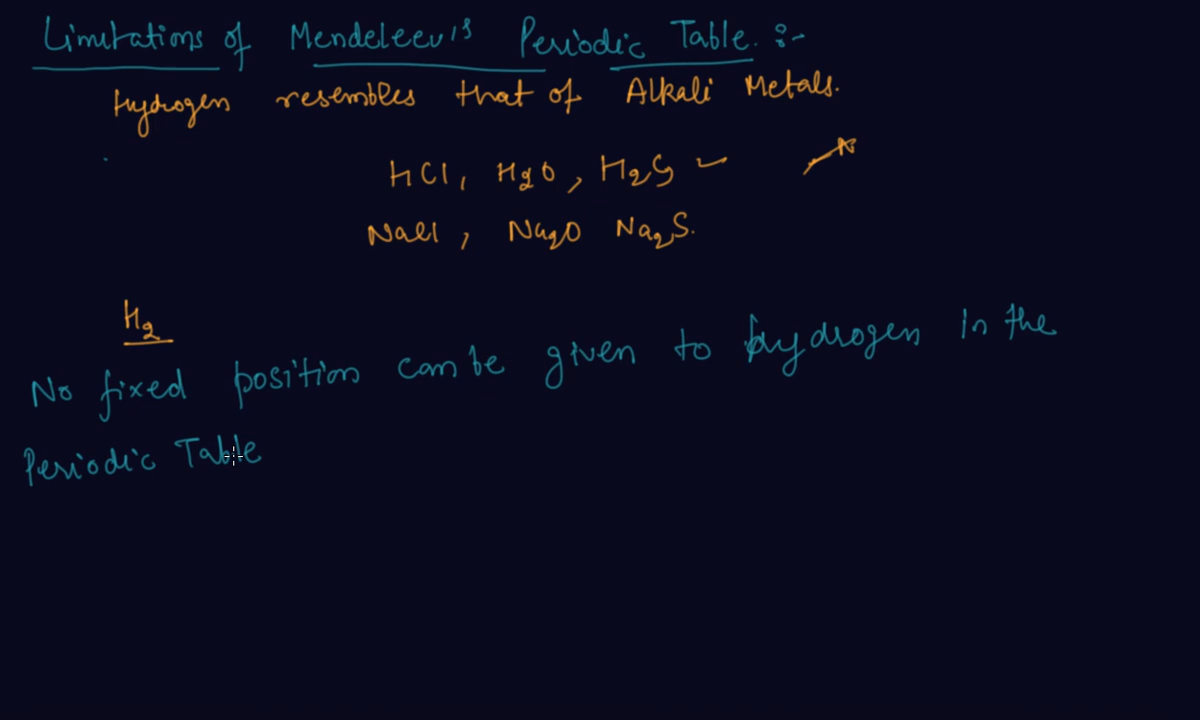 Limitations of Mendeleev's Periodic Table :-
Hydrogen resembles that of Alkali Metals.
HCl, H2O, H2S
NaCl, Na2O Na2S.
H2
No fixed position can be given to hydrogen in the
Periodic Table